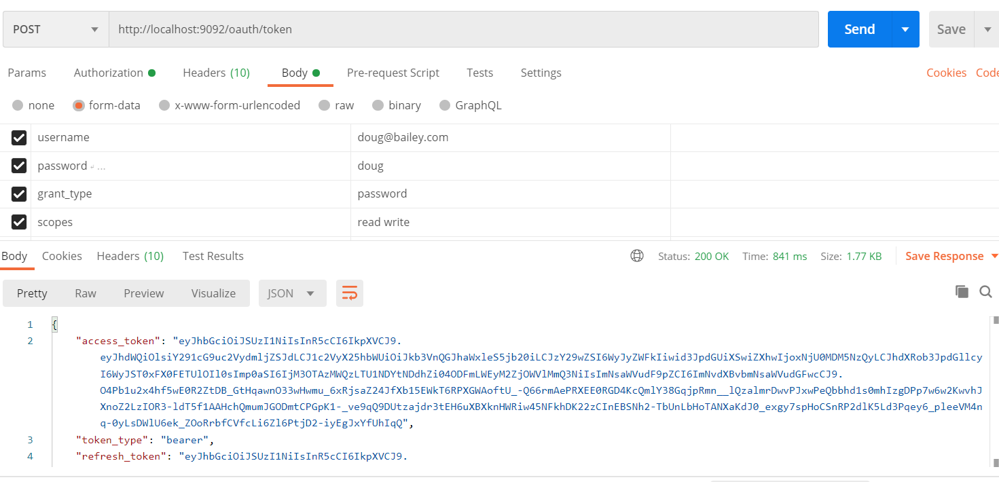 POST http://localhost:9092/oauth/token Send Save
Params Authorization Headers (10) Body Pre-request Script Tests Settings Cookies Code
none form-data x-www-form-urlencoded raw binary GraphQL
username doug@bailey.com
password ↵ ... doug
grant_type password
scopes read write
Body Cookies Headers (10) Test Results Status: 200 OK Time: 841 ms Size: 1.77 KB Save Response
Pretty Raw Preview Visualize JSON
1 {
2 "access_token": "eyJhbGciOiJSUzI1NiIsInR5cCI6IkpXVCJ9.
eyJhdWQiOlsiY291cG9uc2VydmljZSJdLCJ1c2VyX25hbWUiOiJkb3VnQGJhaWxleS5jb20iLCJzY29wZSI6WyJyZWFkIiwid3JpdGUiXSwiZXhwIjoxNjU0MDM5NzQyLCJhdXRob3JpdGllcy
I6WyJST0xFX0FETUlOIl0sImp0aSI6IjM3OTAzMWQzLTU1NDYtNDdhZi04ODFmLWEyM2ZjOWVlMmQ3NiIsImNsaWVudF9pZCI6ImNvdXBvbmNsaWVudGFwcCJ9.
O4Pb1u2x4hf5wE0R2ZtDB_GtHqawnO33wHwmu_6xRjsaZ24JfXb15EWkT6RPXGWAoftU_-Q66rmAePRXEE0RGD4KcQmlY38GqjpRmn__lQzalmrDwvPJxwPeQbbhd1s0mhIzgDPp7w6w2KwvhJ
XnoZ2LzIOR3-ldT5f1AAHchQmumJGODmtCPGpK1-_ve9qQ9DUtzajdr3tEH6uXBXknHWRiw45NFkhDK22zCInEBSNh2-TbUnLbHoTANXaKdJ0_exgy7spHoCSnRP2dlK5Ld3Pqey6_pleeVM4n
q-0yLsDWlU6ek_ZOoRrbfCVfcLi6Zl6PtjD2-iyEgJxYfUhIqQ",
3 "token_type": "bearer",
4 "refresh_token": "eyJhbGciOiJSUzI1NiIsInR5cCI6IkpXVCJ9.